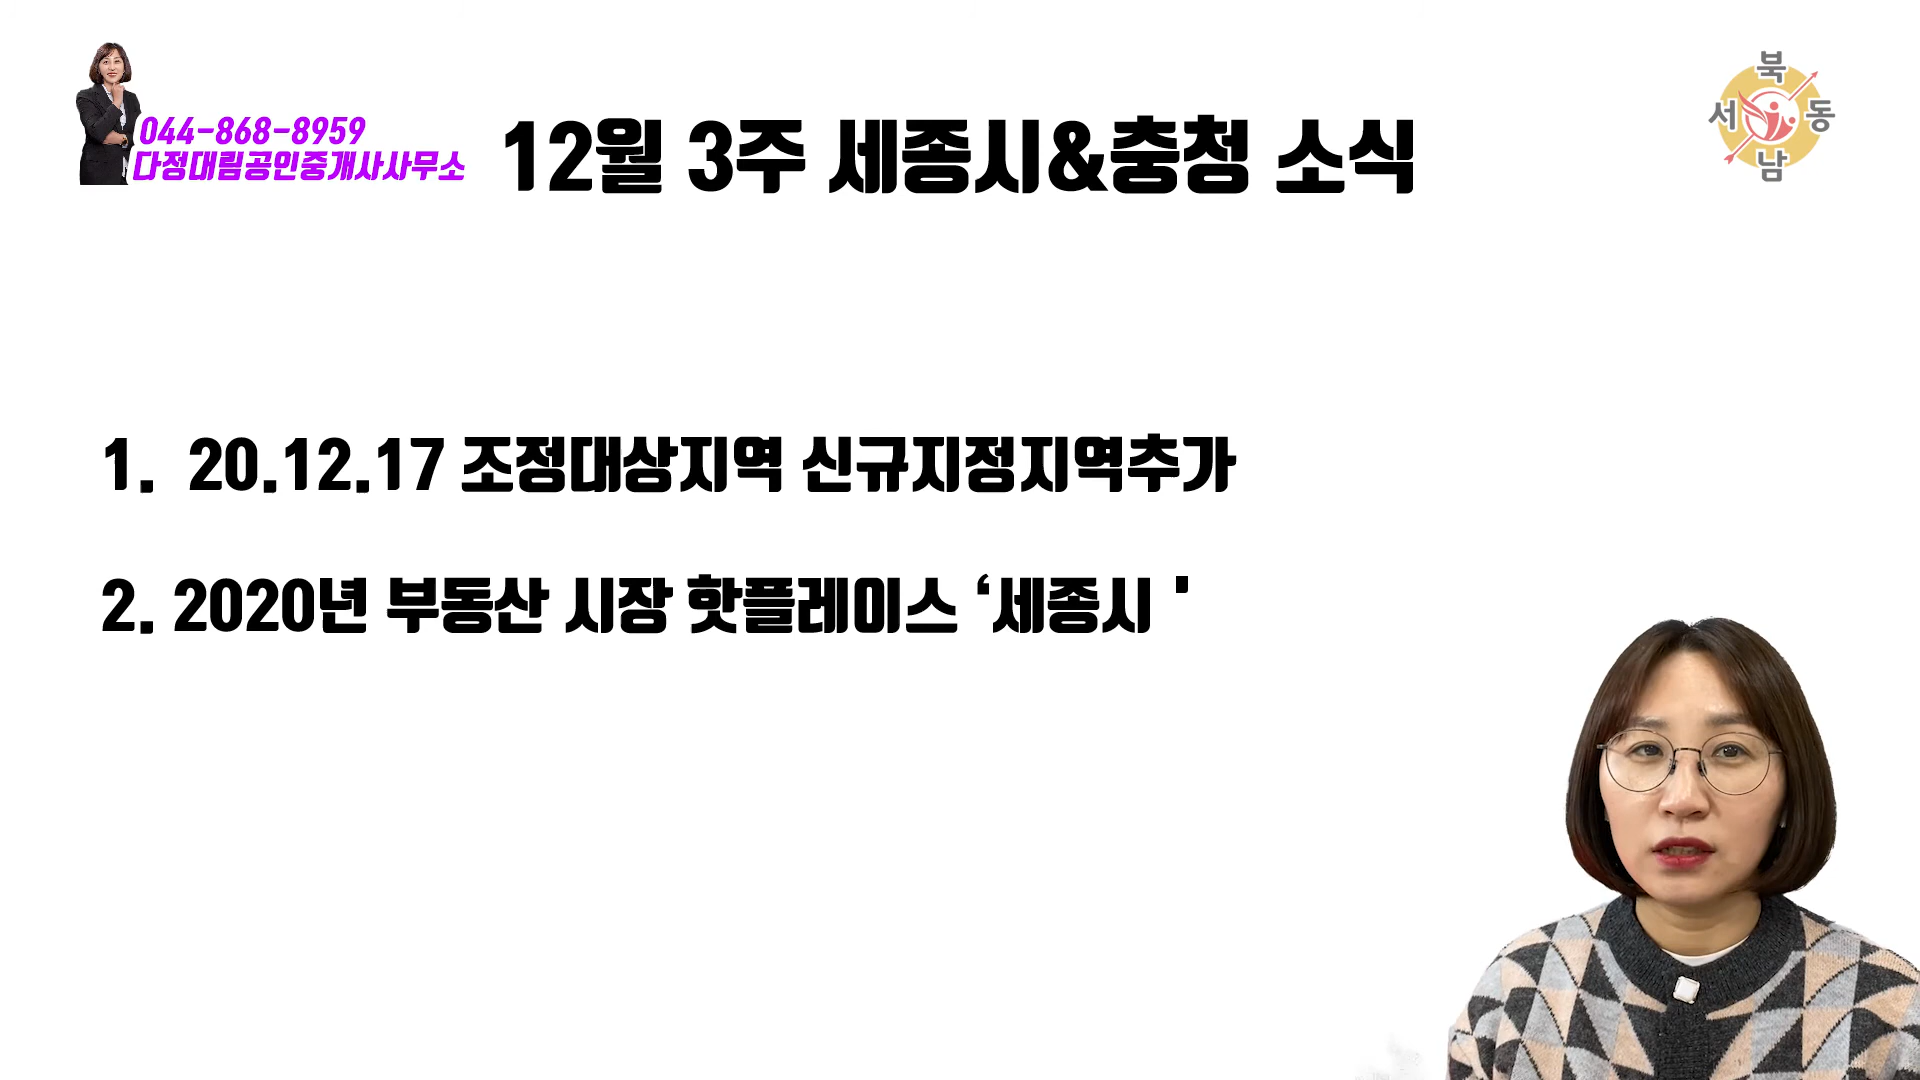 044-868-8959
다정대림공인중개사사무소
12월 3주 세종시&충청 소식
북
서 동
남
1. 20.12.17 조정대상지역 신규지정지역추가
2. 2020년 부동산 시장 핫플레이스 ‘세종시 "